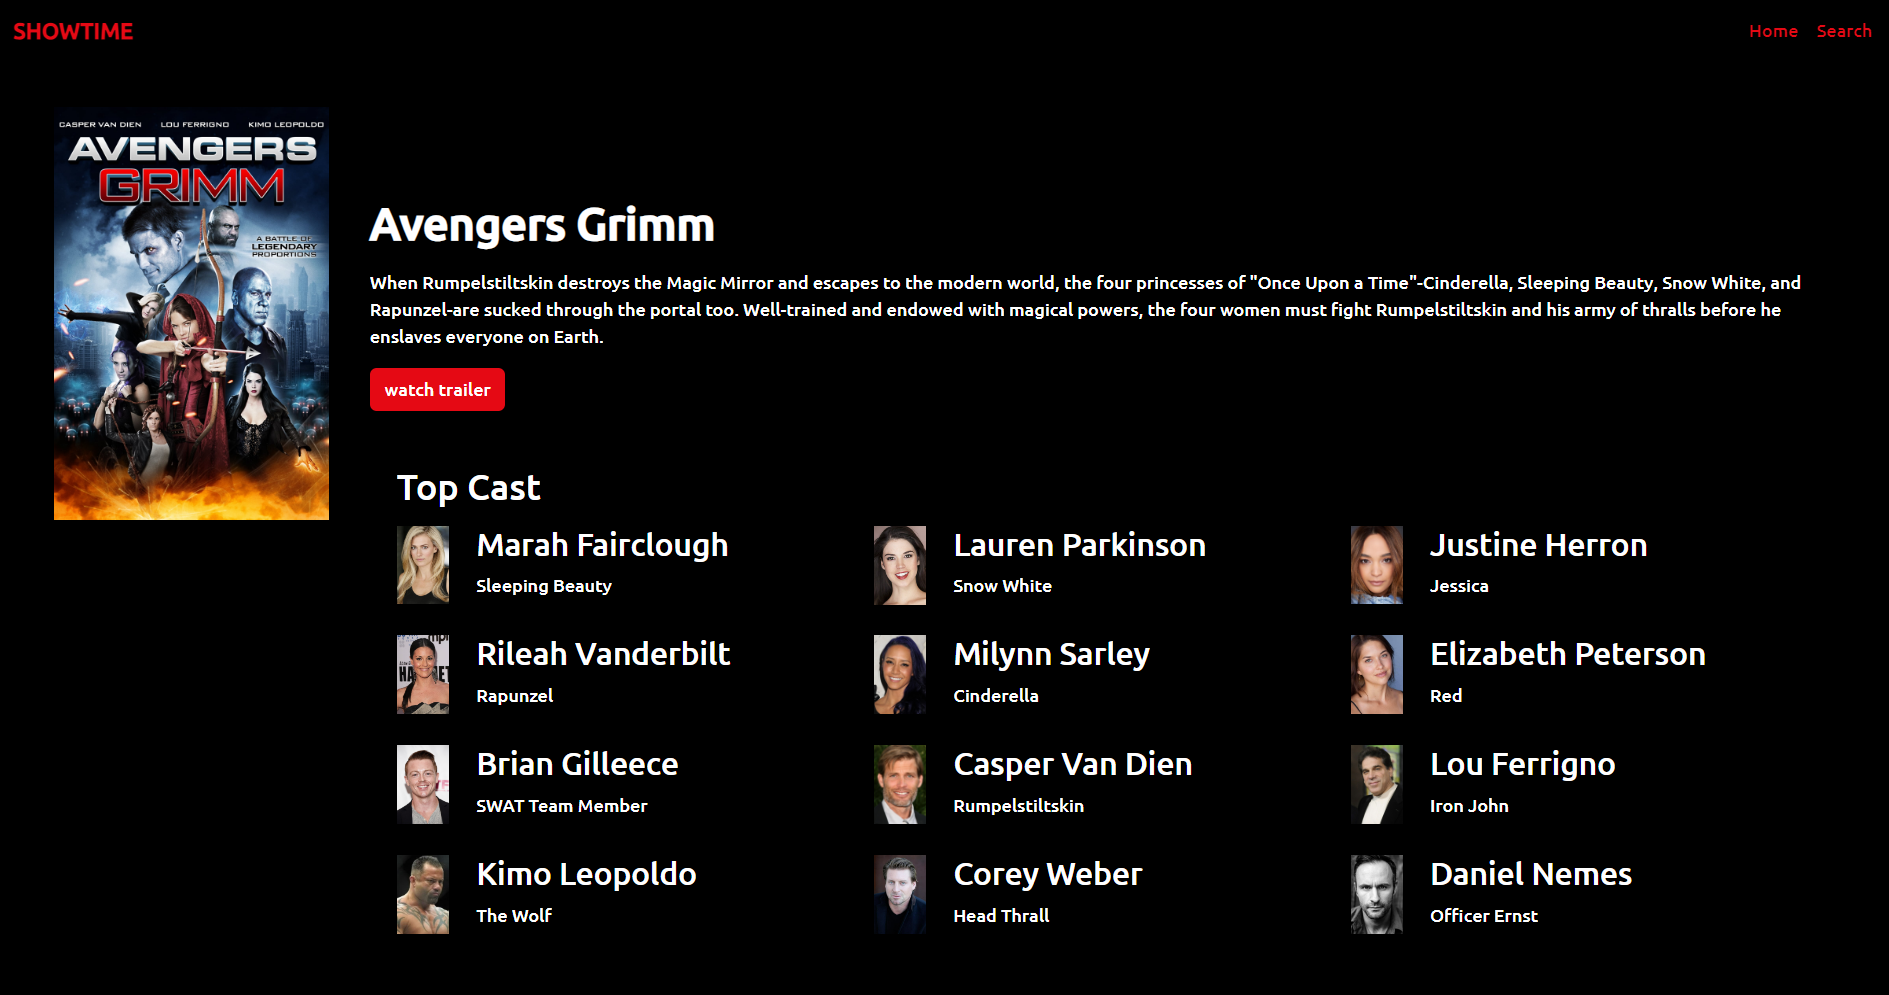 SHOWTIME
Home Search
CASPER VAN DIEN LOU FERRIGNO KIMO LEOPOLDO
AVENGERS
GRIMM
A BATTLE OF
LEGENDARY
PROPORTIONS
Avengers Grimm
When Rumpelstiltskin destroys the Magic Mirror and escapes to the modern world, the four princesses of "Once Upon a Time"-Cinderella, Sleeping Beauty, Snow White, and
Rapunzel-are sucked through the portal too. Well-trained and endowed with magical powers, the four women must fight Rumpelstiltskin and his army of thralls before he
enslaves everyone on Earth.
watch trailer
Top Cast
Marah Fairclough
Sleeping Beauty
Lauren Parkinson
Snow White
Justine Herron
Jessica
Rileah Vanderbilt
Rapunzel
Milynn Sarley
Cinderella
Elizabeth Peterson
Red
Brian Gilleece
SWAT Team Member
Casper Van Dien
Rumpelstiltskin
Lou Ferrigno
Iron John
Kimo Leopoldo
The Wolf
Corey Weber
Head Thrall
Daniel Nemes
Officer Ernst